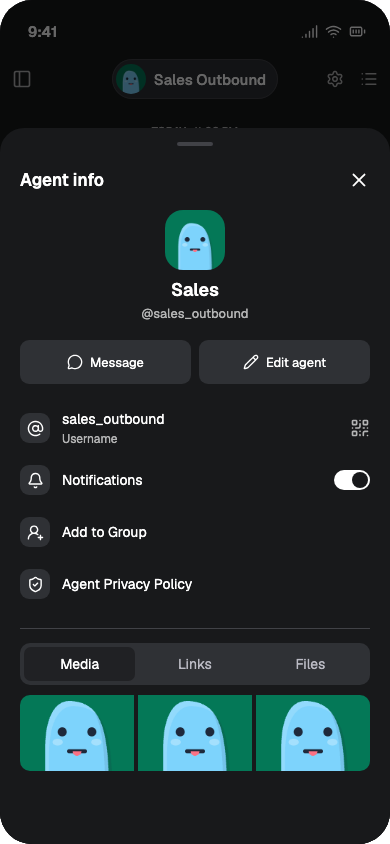 9:41
Sales Outbound
Agent info
Sales
@sales_outbound
Message
Edit agent
sales_outbound
Username
Notifications
Add to Group
Agent Privacy Policy
Media
Links
Files